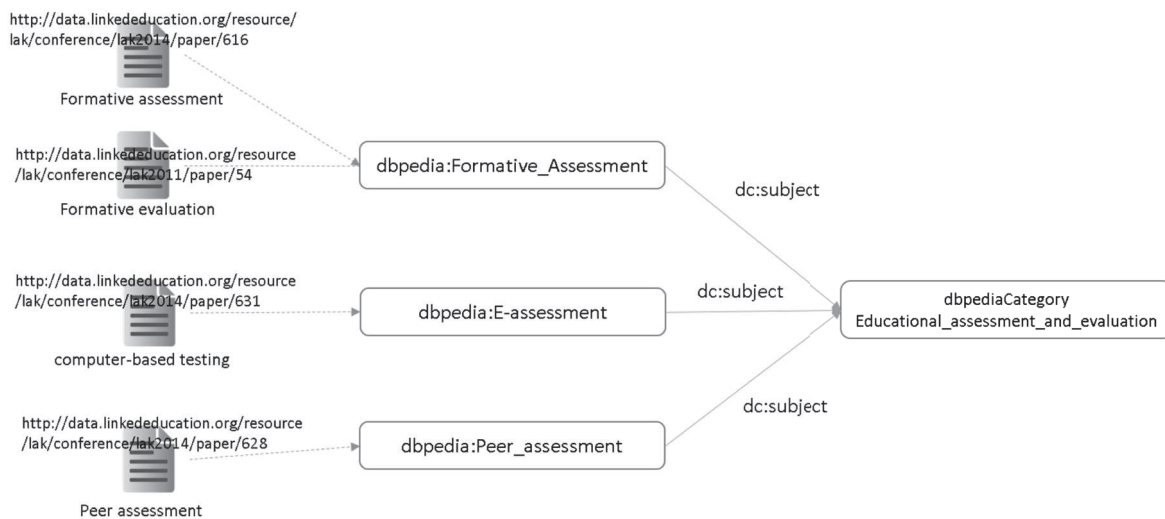 http://data.linkededucation.org/resource/
lak/conference/lak2014/paper/616
Formative assessment
http://data.linkededucation.org/resource
/lak/conference/lak2011/paper/54
Formative evaluation
dbpedia:Formative_Assessment
dc:subject
http://data.linkededucation.org/resource
/lak/conference/lak2014/paper/631
computer-based testing
dbpedia:E-assessment
dc:subject
dbpediaCategory
Educational_assessment_and_evaluation
dc:subject
http://data.linkededucation.org/resource
/lak/conference/lak2014/paper/628
Peer assessment
dbpedia:Peer_assessment